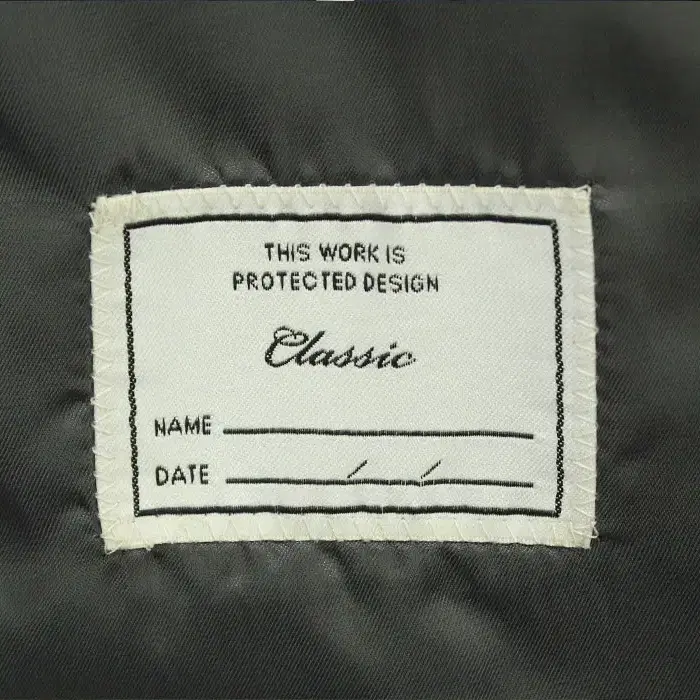 THIS WORK IS
PROTECTED DESIGN
Classic
NAME
DATE / /